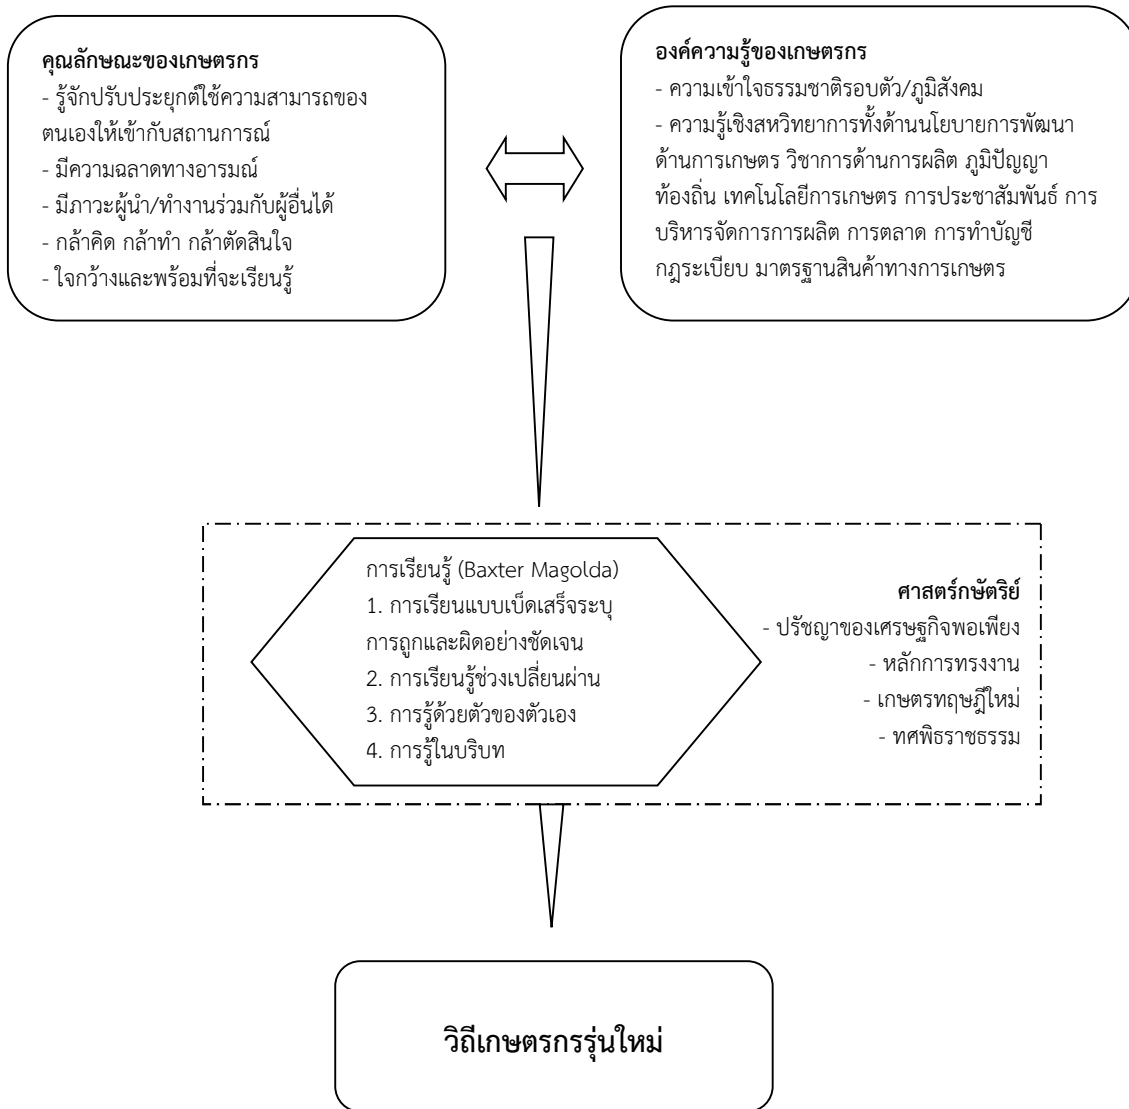 คุณลักษณะของเกษตรกร
- รู้จักปรับประยุกต์ใช้ความสามารถของ
ตนเองให้เข้ากับสถานการณ์
- มีความฉลาดทางอารมณ์
- มีภาวะผู้นำ/ทำงานร่วมกับผู้อื่นได้
- กล้าคิด กล้าทำ กล้าตัดสินใจ
- ใจกว้างและพร้อมที่จะเรียนรู้
องค์ความรู้ของเกษตรกร
- ความเข้าใจธรรมชาติรอบตัว/ภูมิสังคม
- ความรู้เชิงสหวิทยาการทั้งด้านนโยบายการพัฒนา
ด้านการเกษตร วิชาการด้านการผลิต ภูมิปัญญา
ท้องถิ่น เทคโนโลยีการเกษตร การประชาสัมพันธ์ การ
บริหารจัดการการผลิต การตลาด การทำบัญชี
กฎระเบียบ มาตรฐานสินค้าทางการเกษตร
การเรียนรู้ (Baxter Magolda)
1. การเรียนแบบเบ็ดเสร็จระบุ
การถูกและผิดอย่างชัดเจน
2. การเรียนรู้ช่วงเปลี่ยนผ่าน
3. การรู้ด้วยตัวของตัวเอง
4. การรู้ในบริบท
ศาสตร์กษัตริย์
- ปรัชญาของเศรษฐกิจพอเพียง
- หลักการทรงงาน
- เกษตรทฤษฎีใหม่
- ทศพิธราชธรรม
วิถีเกษตรกรรุ่นใหม่